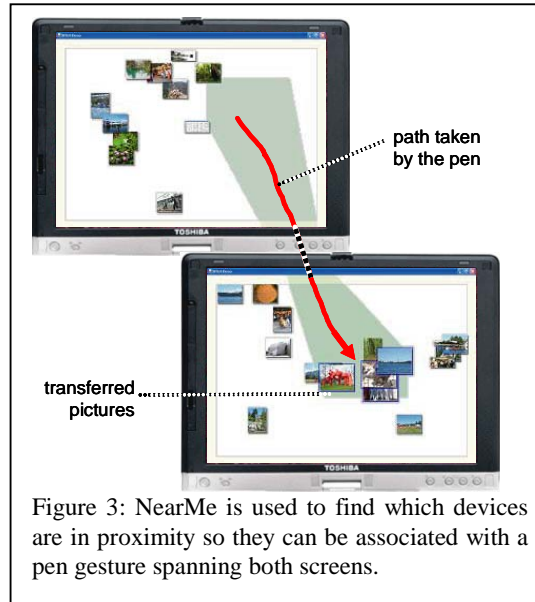 path taken
by the pen
TOSHIBA
transferred
pictures
TOSHIBA
Figure 3: NearMe is used to find which devices
are in proximity so they can be associated with a
pen gesture spanning both screens.